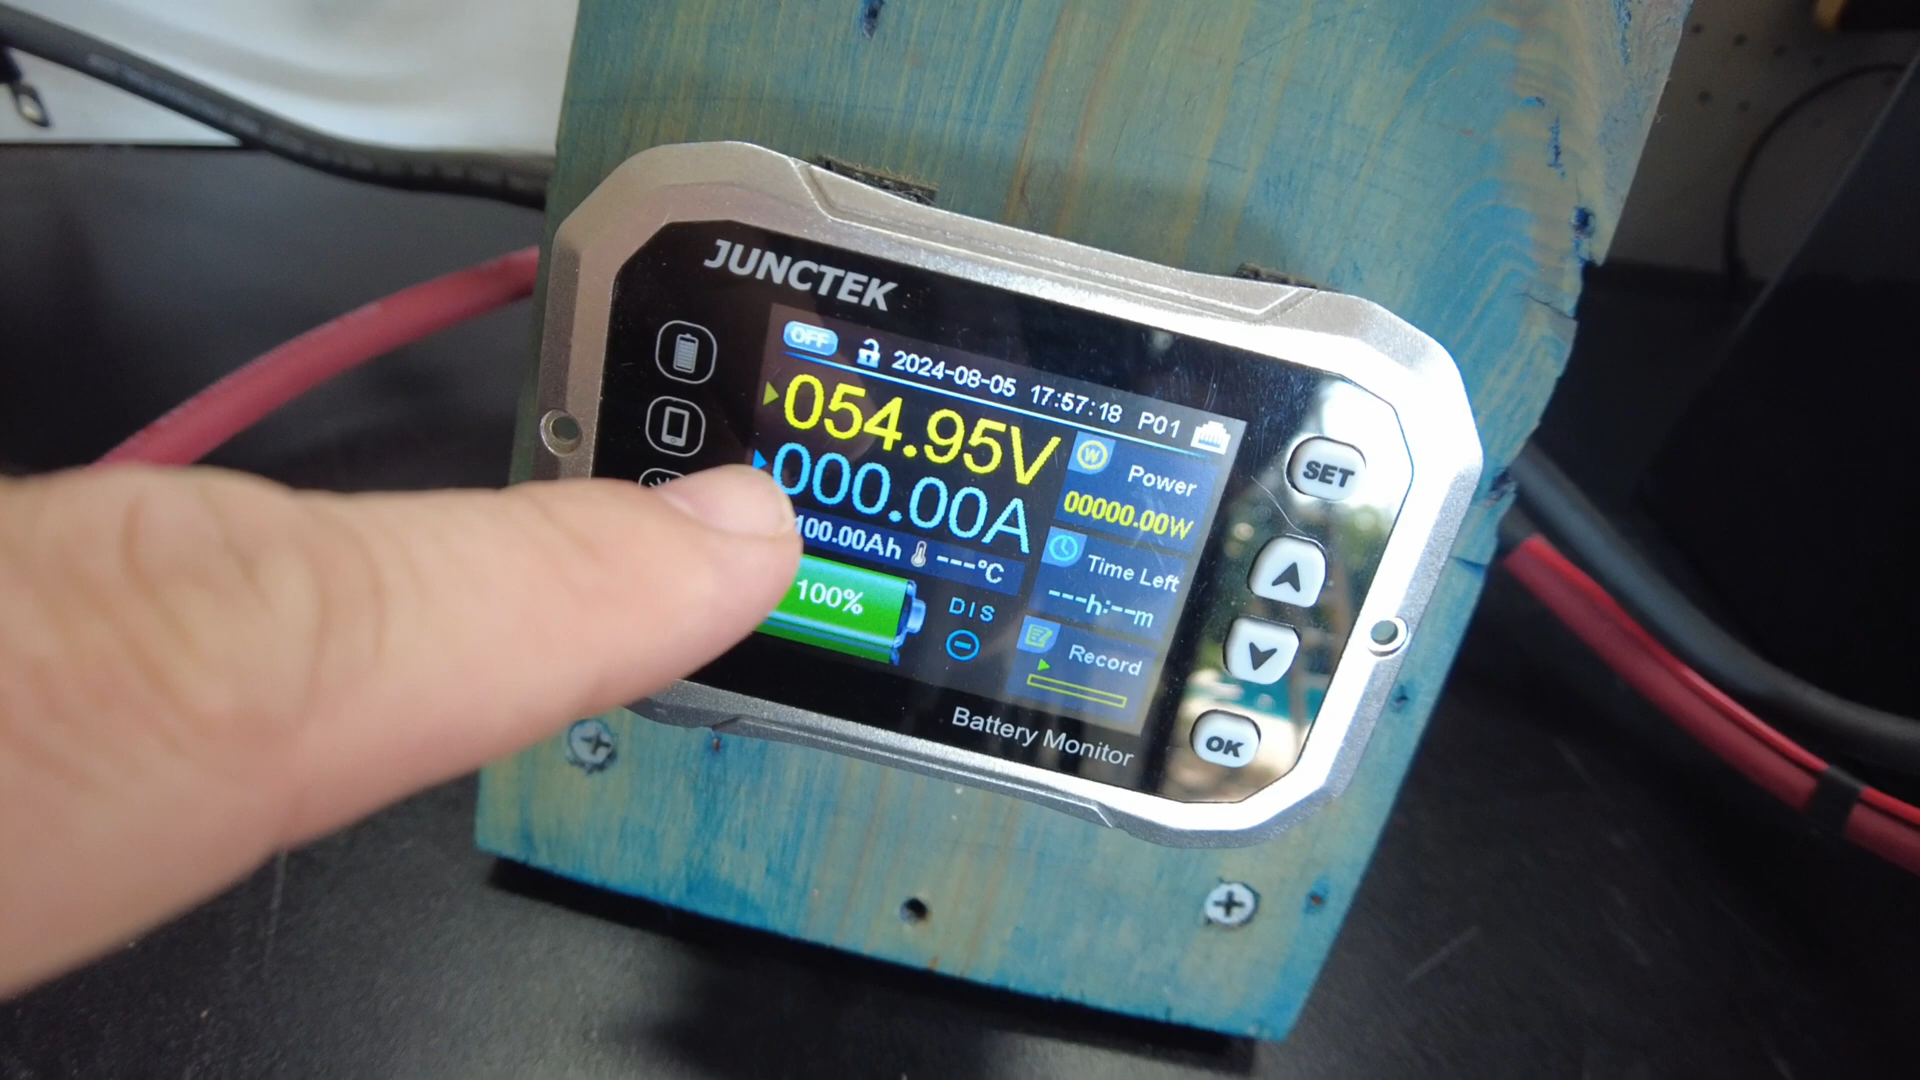 JUNCTEK
OFF 2024-08-05 17:57:18 P01
054.95V
000.00A
100.00Ah ---°C
100%
DIS
W Power
00000.00W
Time Left
---h:--m
Record
Battery Monitor
SET
OK